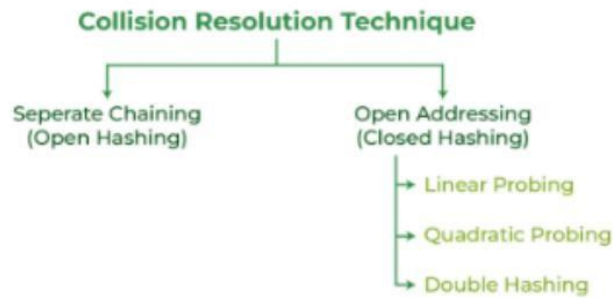 Collision Resolution Technique
Seperate Chaining
(Open Hashing)
Open Addressing
(Closed Hashing)
Linear Probing
Quadratic Probing
Double Hashing